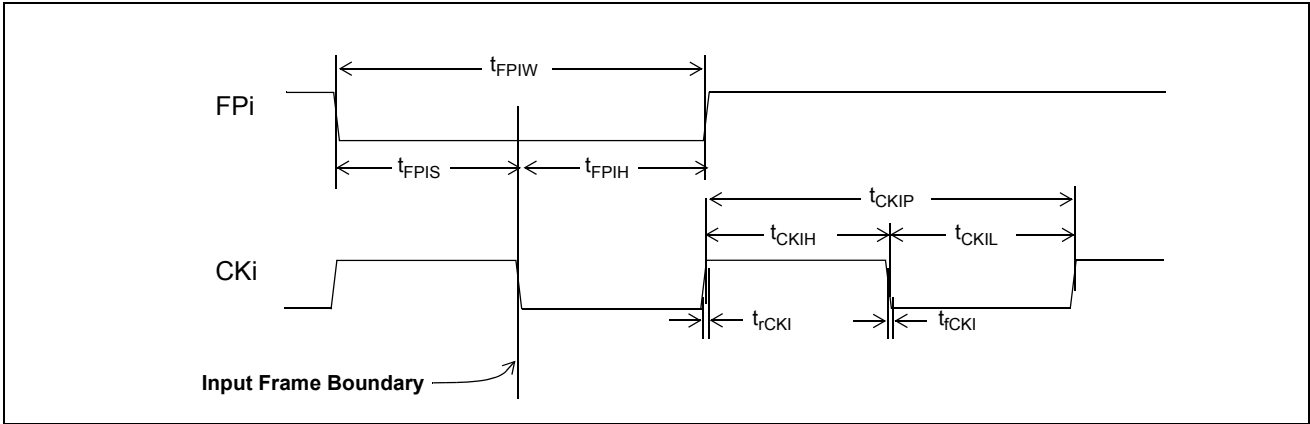 tFPIW
FPi
tFPIS
tFPIH
tCKIP
tCKIH
tCKIL
CKi
trCKI
tfCKI
Input Frame Boundary